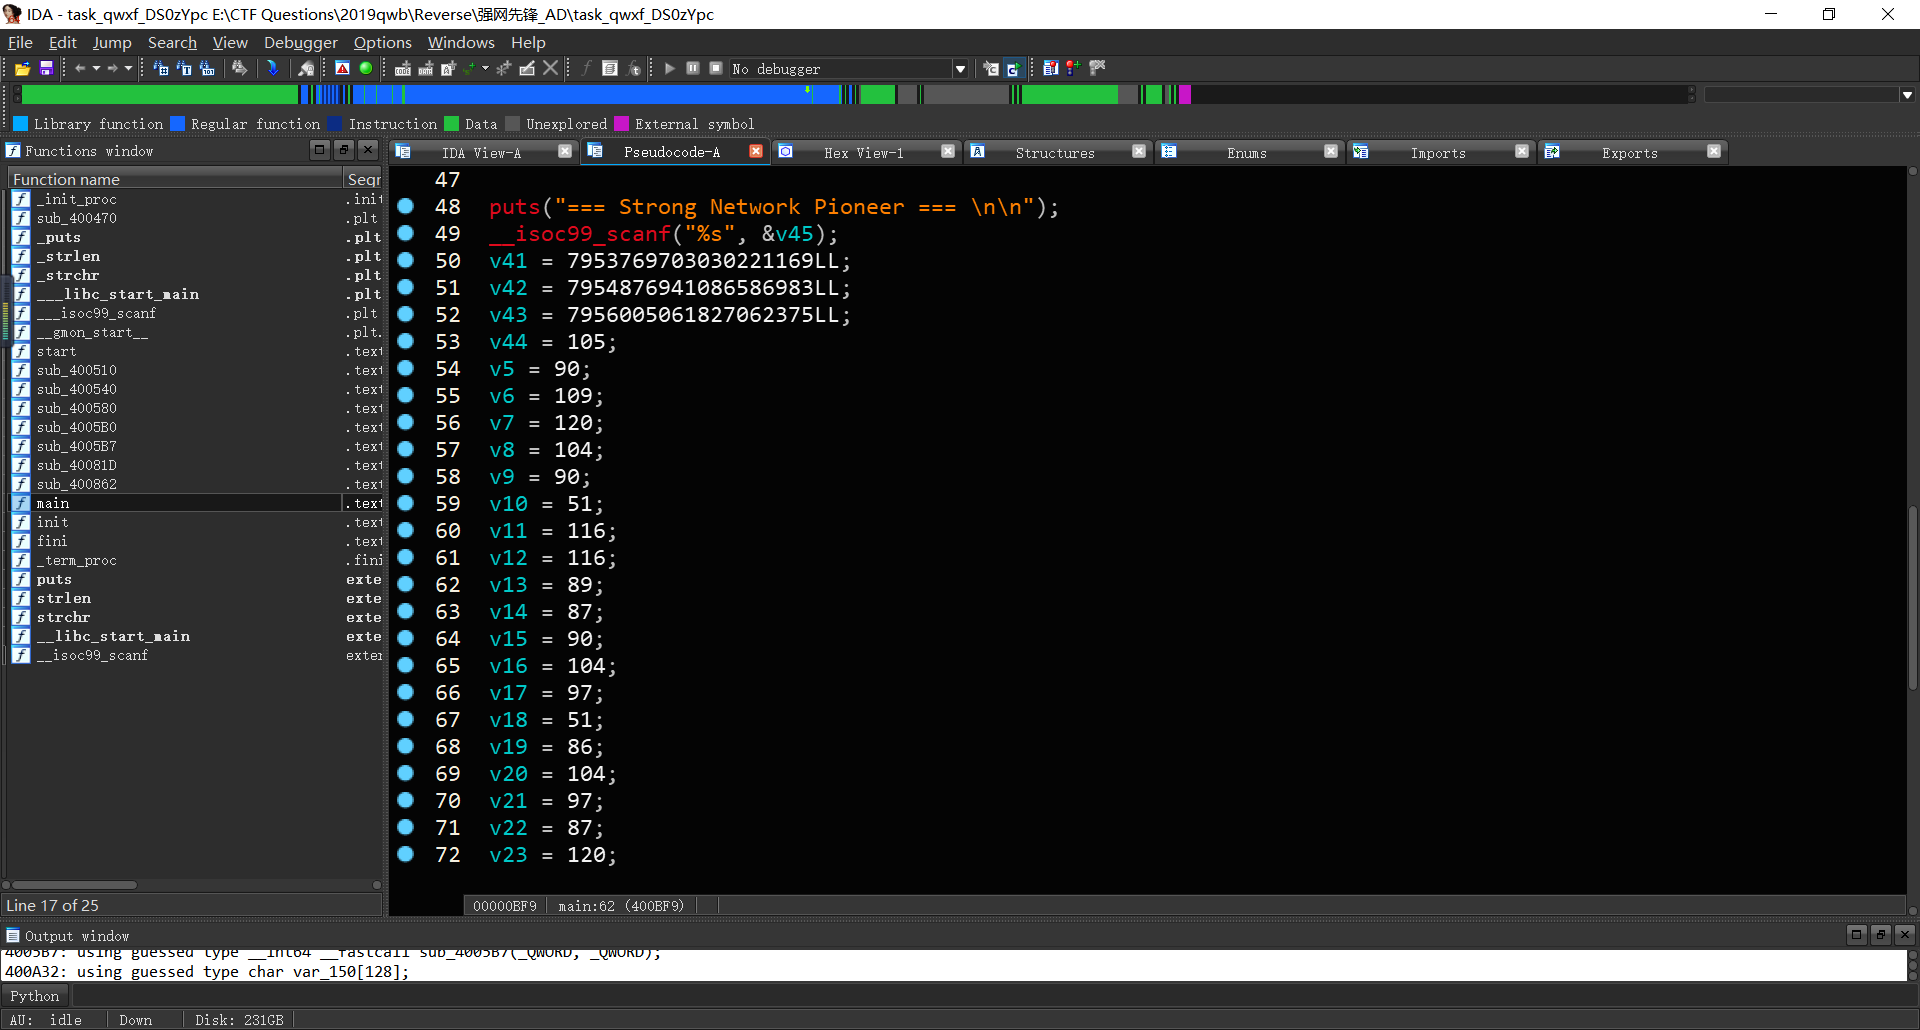 IDA - task_qwxf_DS0zYpc E:\CTF Questions\2019qwb\Reverse\强网先锋_AD\task_qwxf_DS0zYpc
File Edit Jump Search View Debugger Options Windows Help
No debugger
Library function Regular function Instruction Data Unexplored External symbol
Functions window
IDA View-A Pseudocode-A Hex View-1 Structures Enums Imports Exports
Function name Segr
_init_proc .init
sub_400470 .plt
_puts .plt
_strlen .plt
_strchr .plt
___libc_start_main .plt
___isoc99_scanf .plt
__gmon_start__ .plt.
start .text
sub_400510 .text
sub_400540 .text
sub_400580 .text
sub_4005B0 .text
sub_4005B7 .text
sub_40081D .text
sub_400862 .text
main .text
init .text
fini .text
_term_proc .fini
puts exte
strlen exte
strchr exte
__libc_start_main exte
__isoc99_scanf exter
Line 17 of 25
47
48 puts("=== Strong Network Pioneer === \n\n");
49 __isoc99_scanf("%s", &v45);
50 v41 = 7953769703030221169LL;
51 v42 = 7954876941086586983LL;
52 v43 = 7956005061827062375LL;
53 v44 = 105;
54 v5 = 90;
55 v6 = 109;
56 v7 = 120;
57 v8 = 104;
58 v9 = 90;
59 v10 = 51;
60 v11 = 116;
61 v12 = 116;
62 v13 = 89;
63 v14 = 87;
64 v15 = 90;
65 v16 = 104;
66 v17 = 97;
67 v18 = 51;
68 v19 = 86;
69 v20 = 104;
70 v21 = 97;
71 v22 = 87;
72 v23 = 120;
00000BF9 main:62 (400BF9)
Output window
4005B7: using guessed type __int64 __fastcall sub_4005B7(_QWORD, _QWORD);
400A32: using guessed type char var_150[128];
Python
AU: idle Down Disk: 231GB